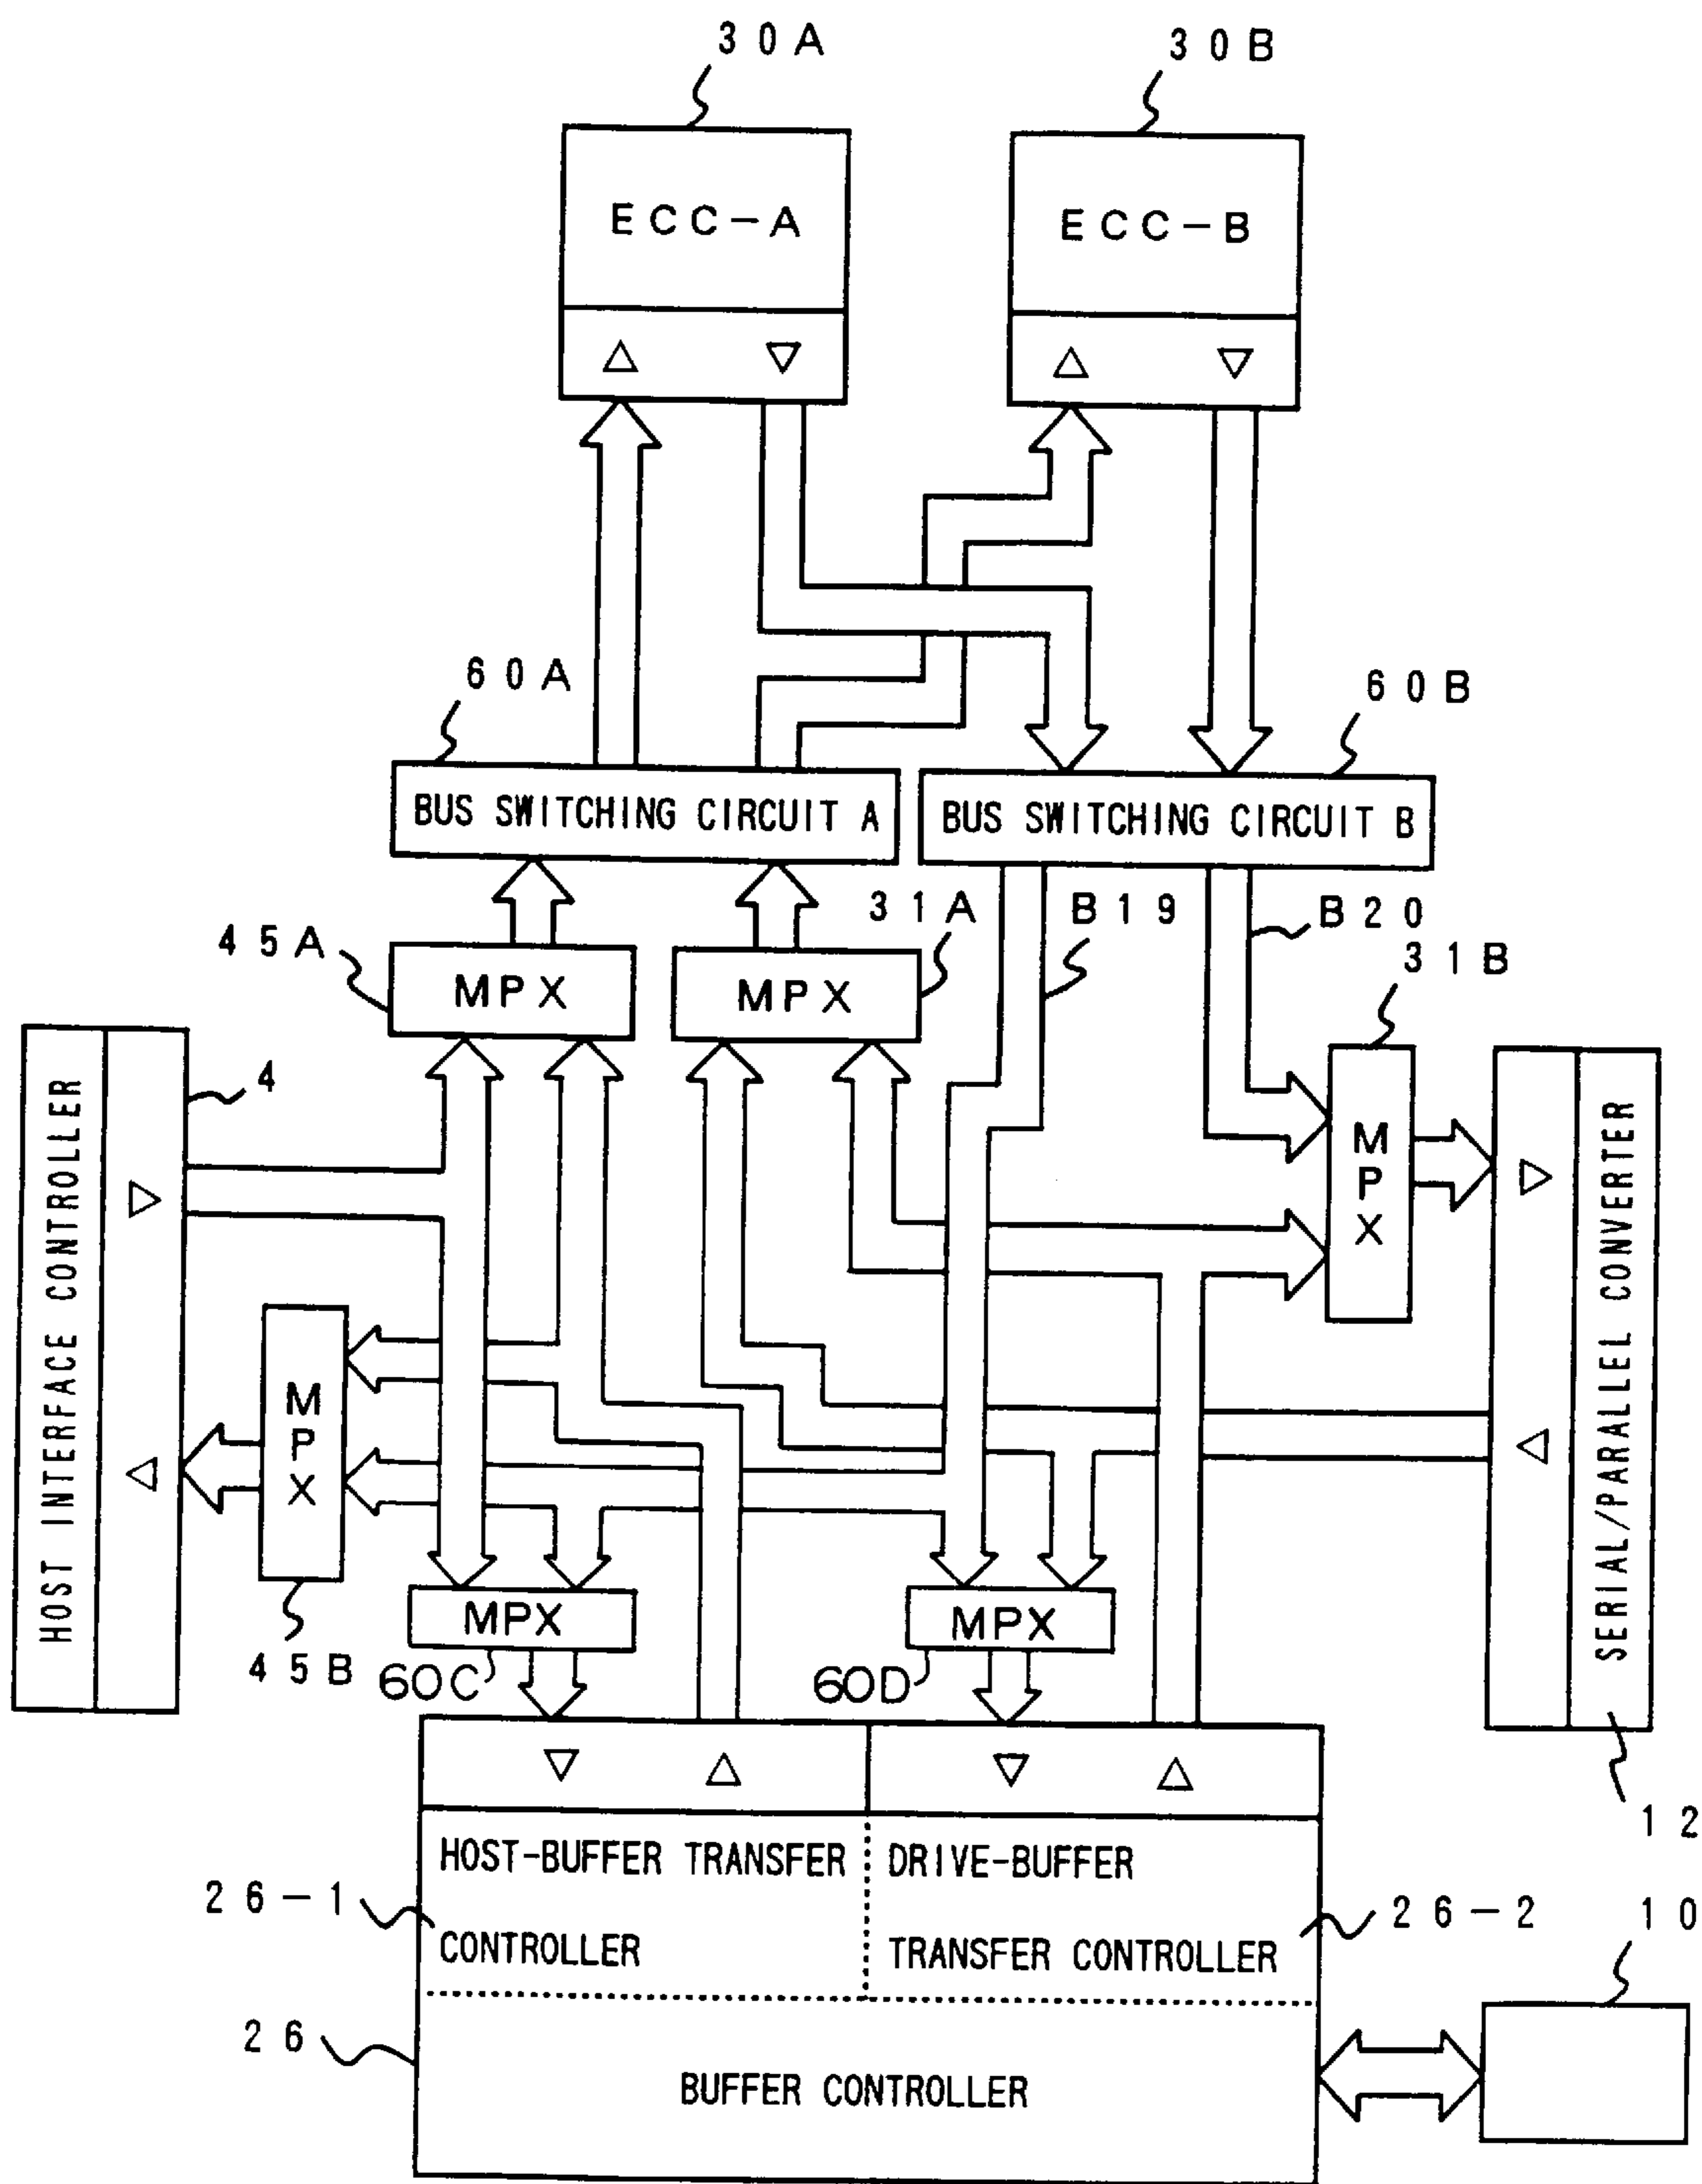 30A
30B
ECC-A
ECC-B
60A
60B
BUS SWITCHING CIRCUIT A
BUS SWITCHING CIRCUIT B
45A
31A
B19
B20
31B
MPX
MPX
4
MPX
HOST INTERFACE CONTROLLER
SERIAL/PARALLEL CONVERTER
MPX
45B
MPX
60C
MPX
60D
12
HOST-BUFFER TRANSFER
CONTROLLER
DRIVE-BUFFER
TRANSFER CONTROLLER
26-1
26-2
10
26
BUFFER CONTROLLER